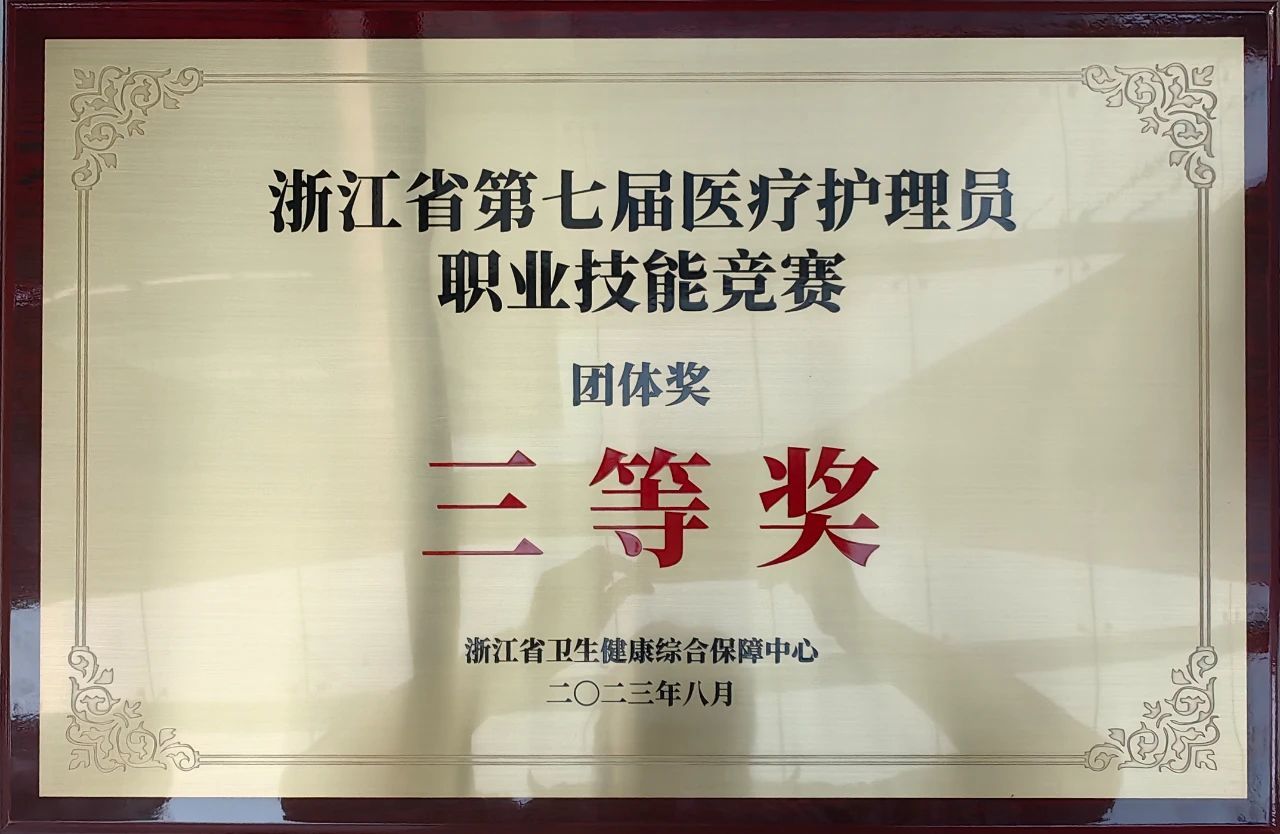 浙江省第七届医疗护理员
职业技能竞赛
团体奖
三等奖
浙江省卫生健康综合保障中心
二〇二三年八月